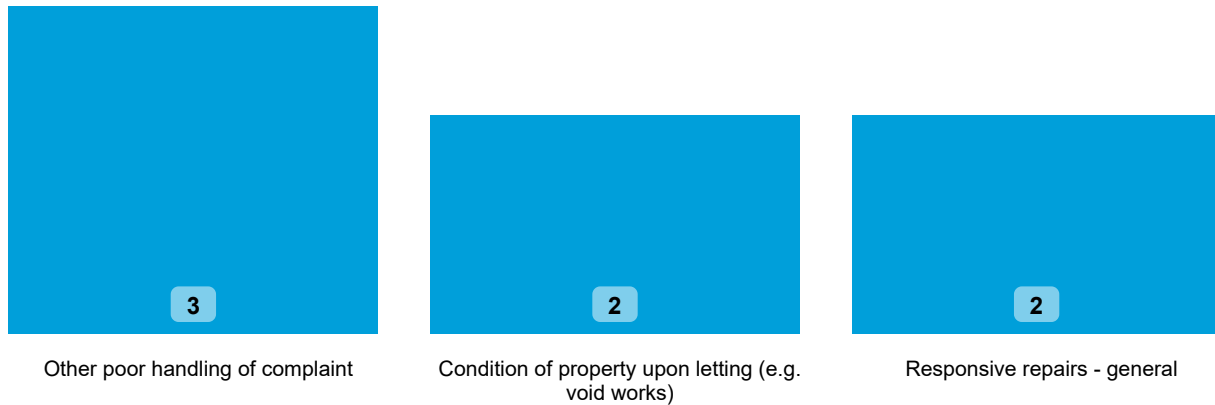 3
2
2
Other poor handling of complaint
Condition of property upon letting (e.g.
void works)
Responsive repairs - general